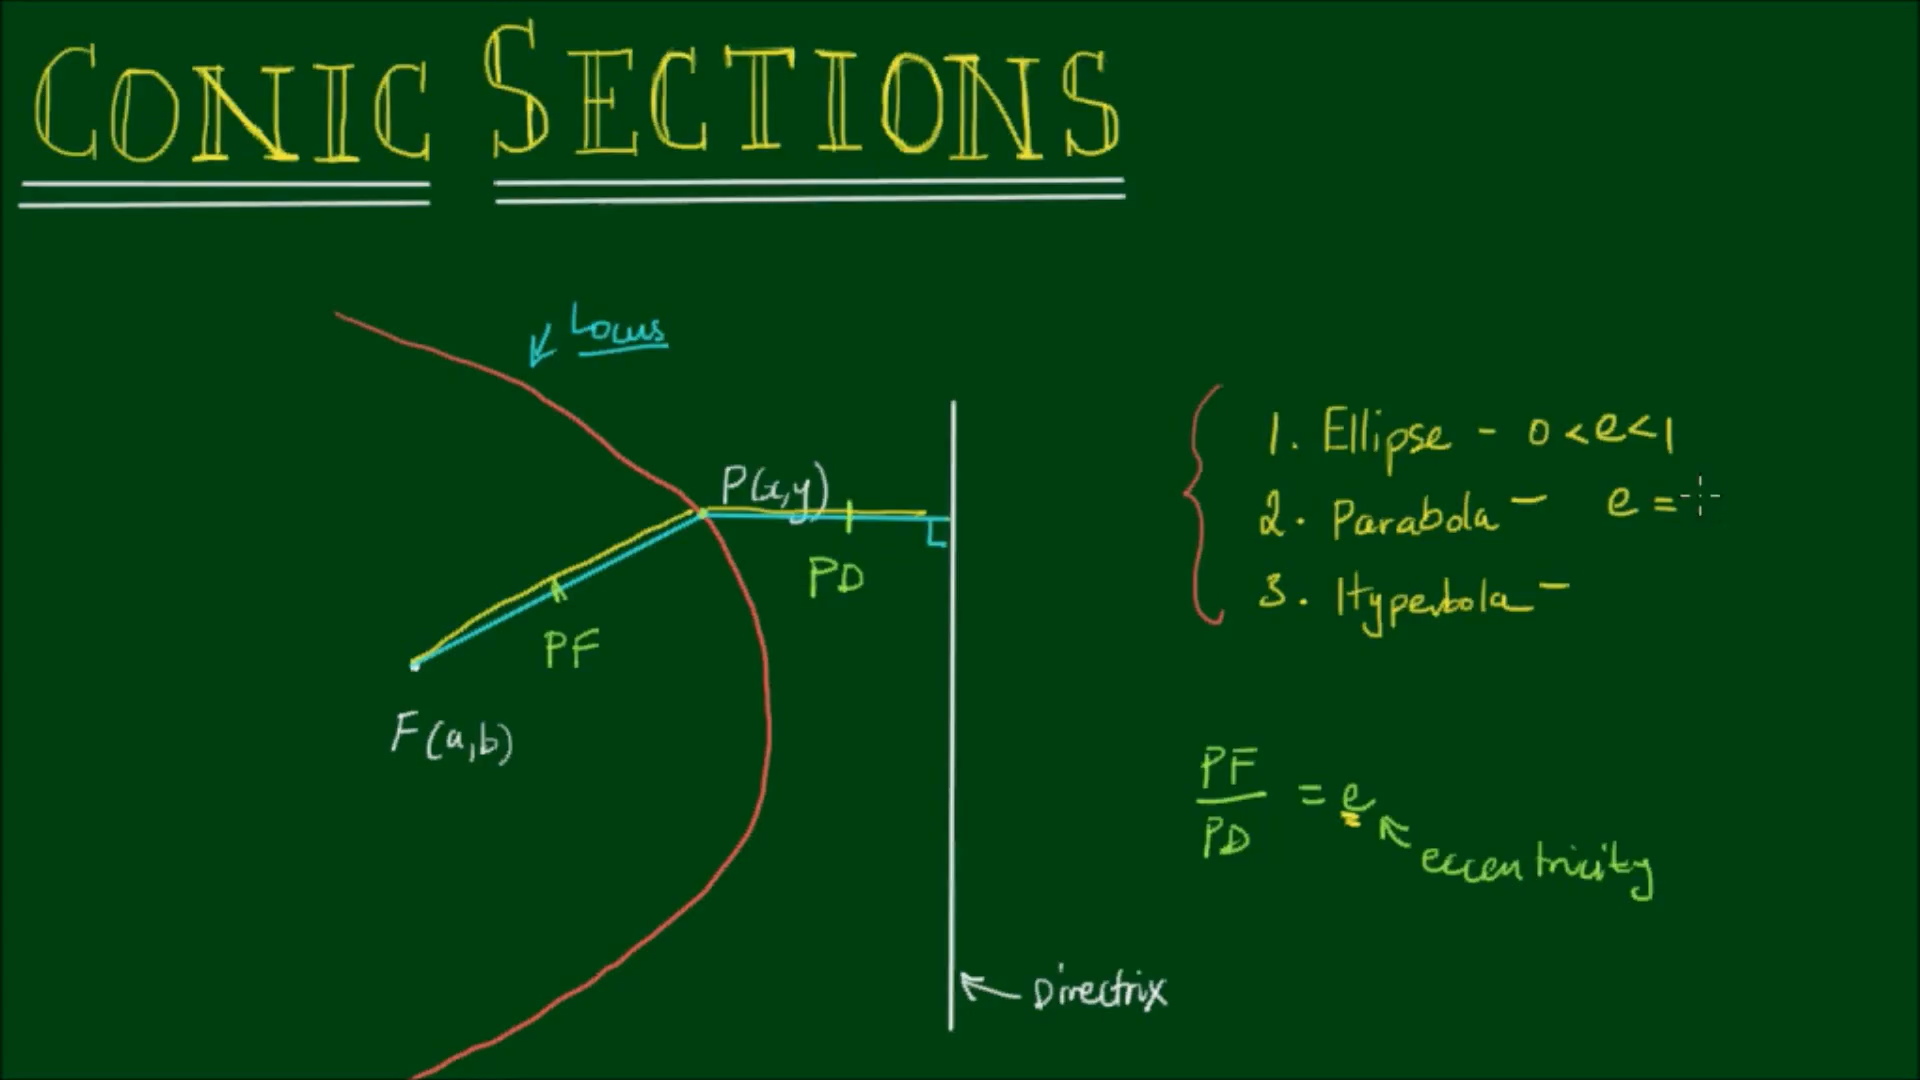 CONIC SECTIONS
Locus
P(x,y)
PD
PF
F(a,b)
Directrix
1. Ellipse - 0<e<1
2. Parabola - e =
3. Hyperbola -
PF
PD
= e
eccentricity